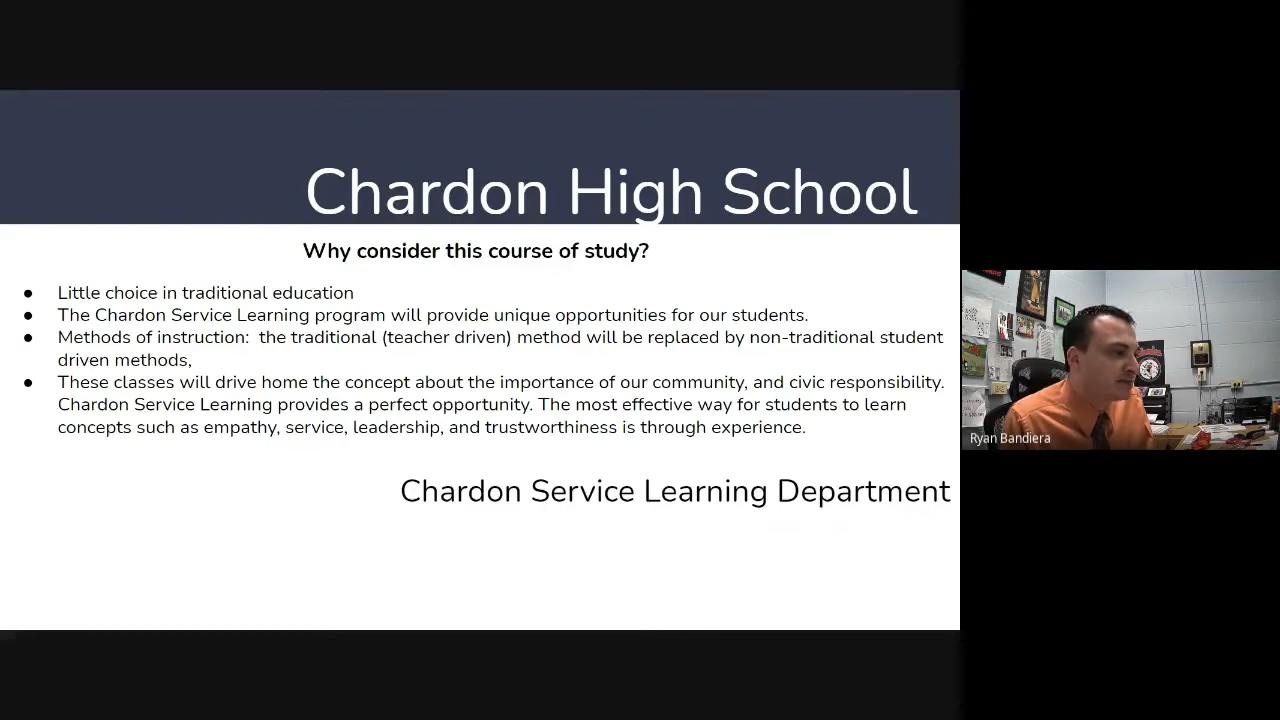 Chardon High School
Why consider this course of study?
● Little choice in traditional education
● The Chardon Service Learning program will provide unique opportunities for our students.
● Methods of instruction:  the traditional (teacher driven) method will be replaced by non-traditional student
driven methods,
● These classes will drive home the concept about the importance of our community, and civic responsibility.
Chardon Service Learning provides a perfect opportunity. The most effective way for students to learn
concepts such as empathy, service, leadership, and trustworthiness is through experience.
Chardon Service Learning Department
Ryan Bandiera